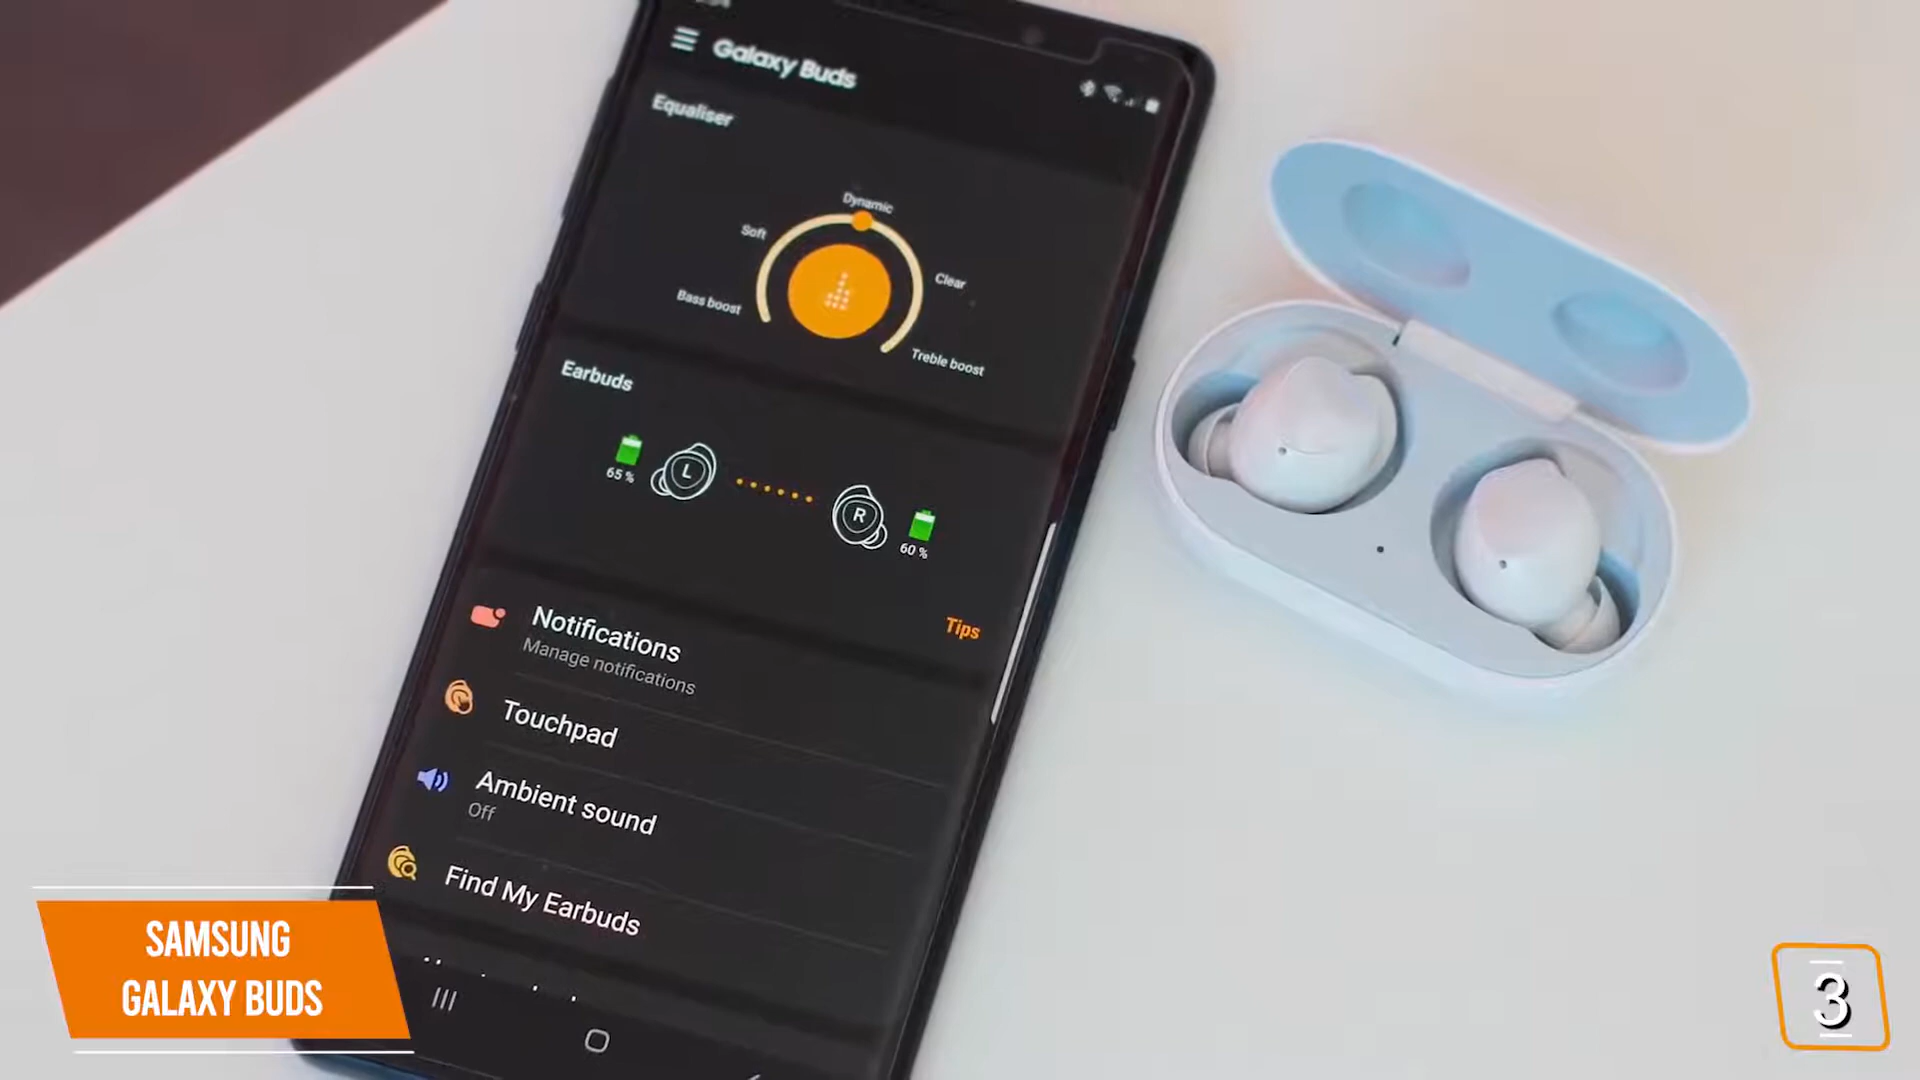 Galaxy Buds
Equaliser
Dynamic
Soft
Clear
Bass boost
Treble boost
Earbuds
65 %
L
R
60 %
Tips
Notifications
Manage notifications
Touchpad
Ambient sound
Off
Find My Earbuds
SAMSUNG
GALAXY BUDS
3